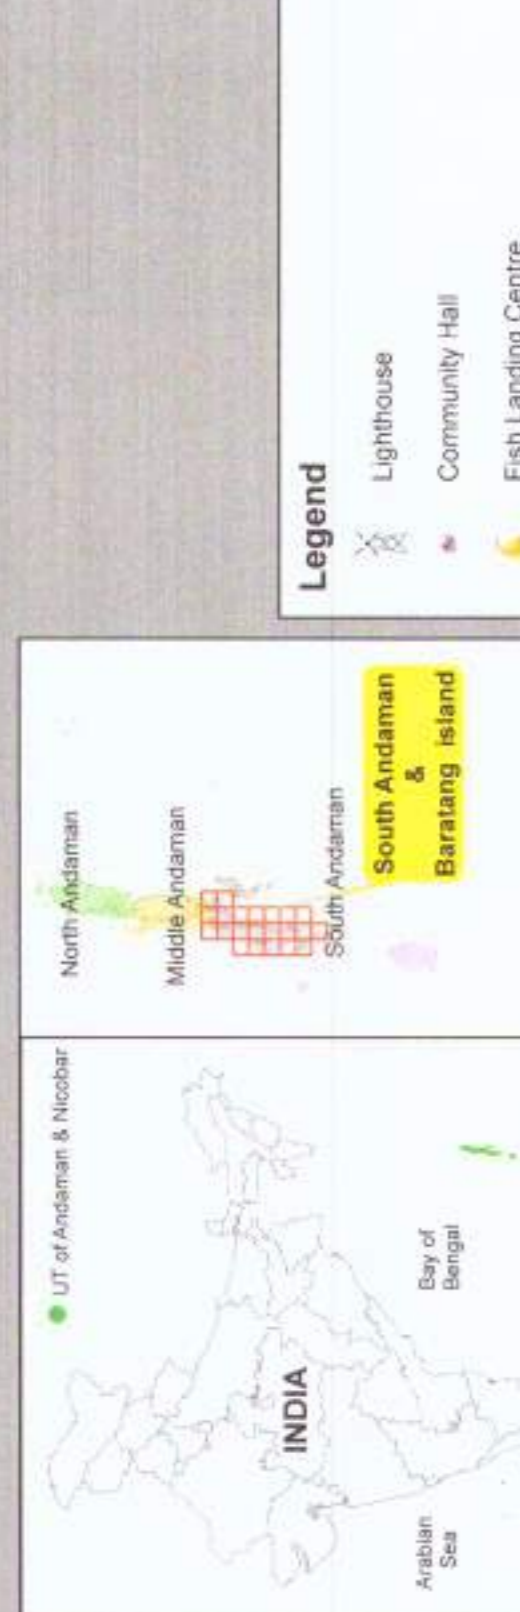 UT of Andaman & Nicobar
INDIA
Arabian
Sea
Bay of
Bengal
North Andaman
Middle Andaman
South Andaman
South Andaman
&
Baratang island
Legend
Lighthouse
Community Hall
Fish Landing Centre